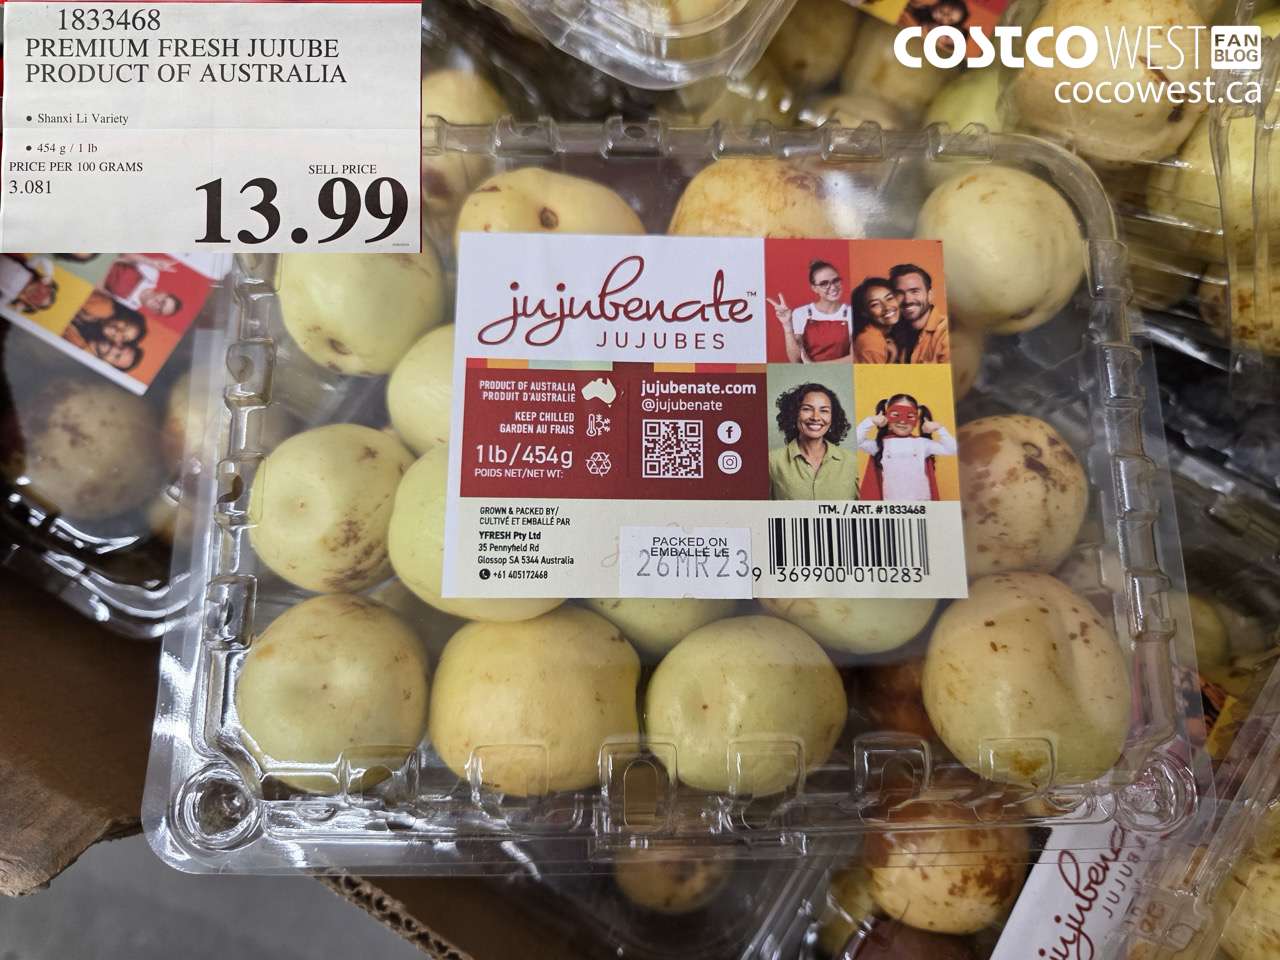 1833468
PREMIUM FRESH JUJUBE
PRODUCT OF AUSTRALIA
• Shanxi Li Variety
• 454 g / 1 lb
PRICE PER 100 GRAMS
3.081
SELL PRICE
13.99
COSTCO WEST FAN BLOG
cocowest.ca
jujubenate™
JUJUBES
PRODUCT OF AUSTRALIA
PRODUIT D'AUSTRALIE
KEEP CHILLED
GARDEN AU FRAIS
1 lb/454g
POIDS NET/NET WT:
jujubenate.com
@jujubenate
GROWN & PACKED BY/
CULTIVÉ ET EMBALLÉ PAR
YFRESH Pty Ltd
35 Pennyfield Rd
Glossop SA 5344 Australia
+61 405172468
PACKED ON
EMBALLÉ LE
26MR23
ITM. / ART. #1833468
9 369900 010283
jujubena
JUJUB